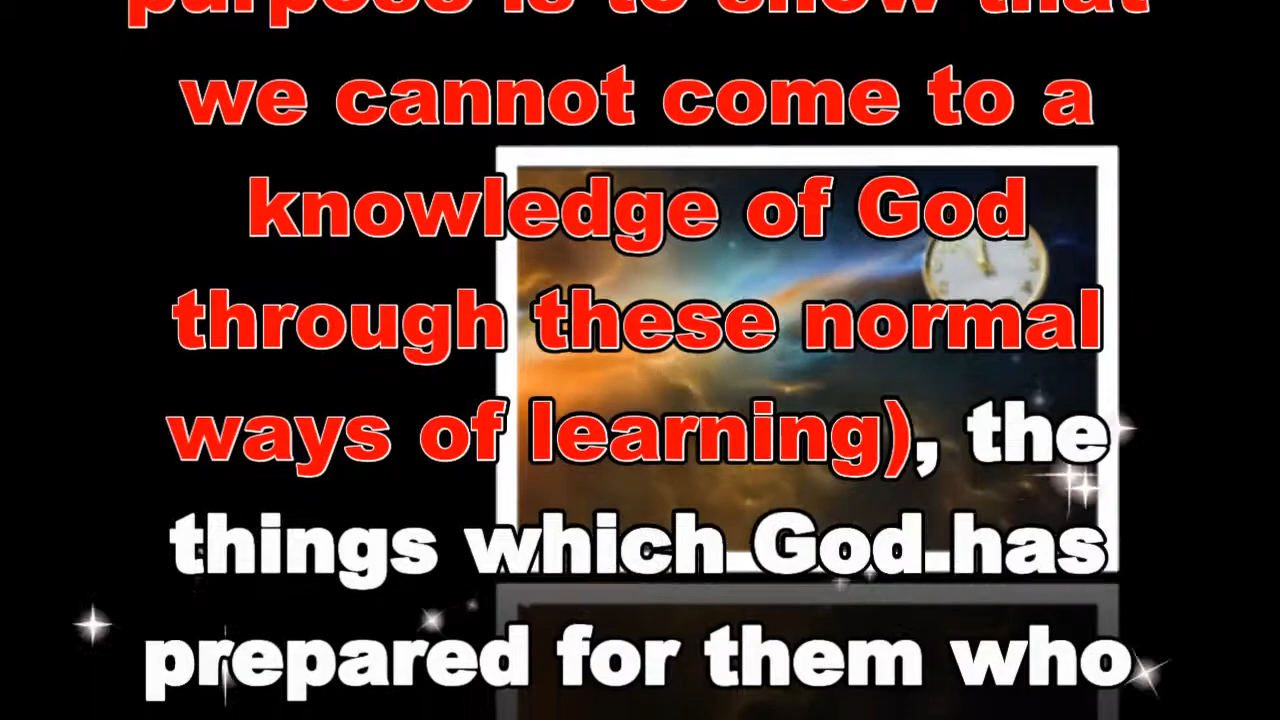 purpose is to show that
we cannot come to a
knowledge of God
through these normal
ways of learning), the
things which God has
prepared for them who